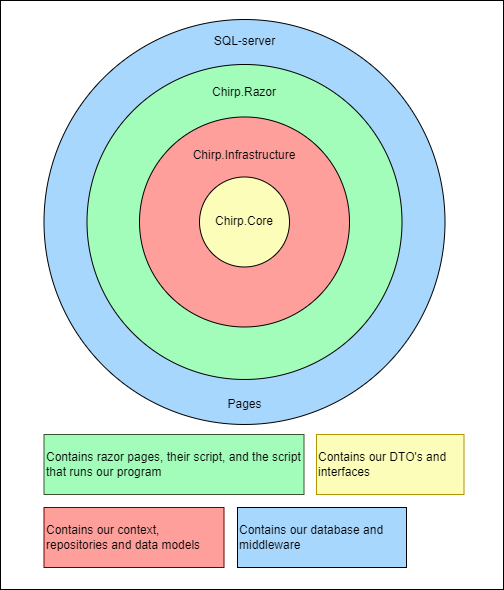 SQL-server
Chirp.Razor
Chirp.Infrastructure
Chirp.Core
Pages
Contains razor pages, their script, and the script
that runs our program
Contains our DTO's and
interfaces
Contains our context,
repositories and data models
Contains our database and
middleware